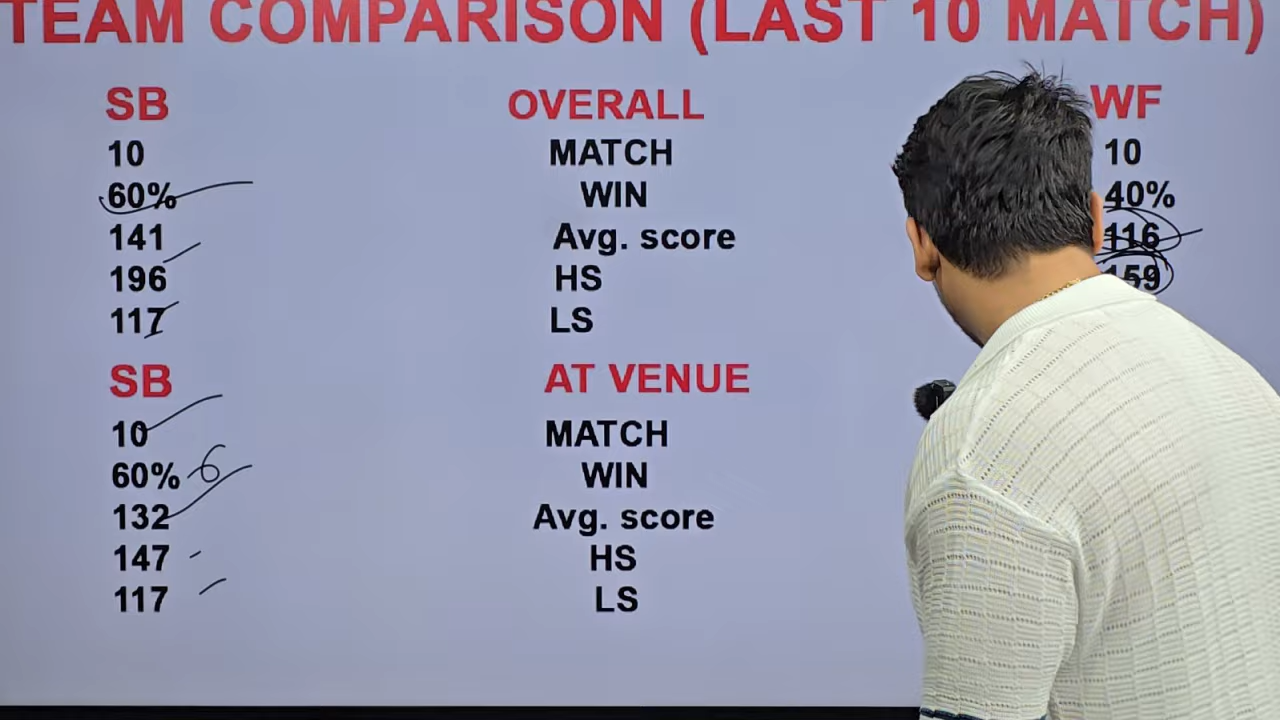 TEAM COMPARISON (LAST 10 MATCH)
SB OVERALL WF
10 MATCH 10
60% WIN 40%
141 Avg. score 116
196 HS 159
117 LS
SB AT VENUE
10 MATCH
60% 6 WIN
132 Avg. score
147 HS
117 LS